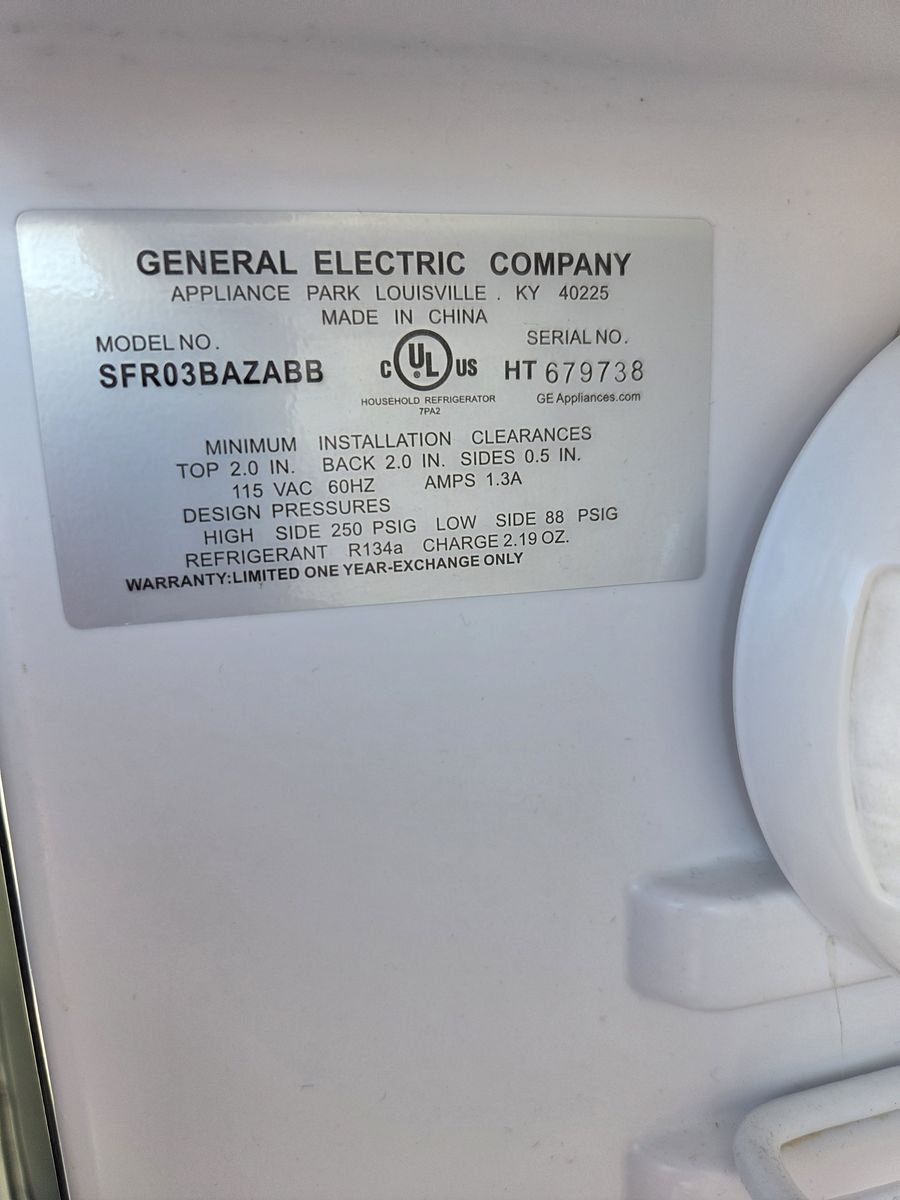 GENERAL ELECTRIC COMPANY
APPLIANCE PARK LOUISVILLE . KY 40225
MADE IN CHINA
MODEL NO.
SFR03BAZABB
C UL ® US
HOUSEHOLD REFRIGERATOR
7PA2
SERIAL NO.
HT 679738
GEAppliances.com
MINIMUM INSTALLATION CLEARANCES
TOP 2.0 IN. BACK 2.0 IN. SIDES 0.5 IN.
115 VAC 60HZ AMPS 1.3A
DESIGN PRESSURES
HIGH SIDE 250 PSIG LOW SIDE 88 PSIG
REFRIGERANT R134a CHARGE 2.19 OZ.
WARRANTY:LIMITED ONE YEAR-EXCHANGE ONLY